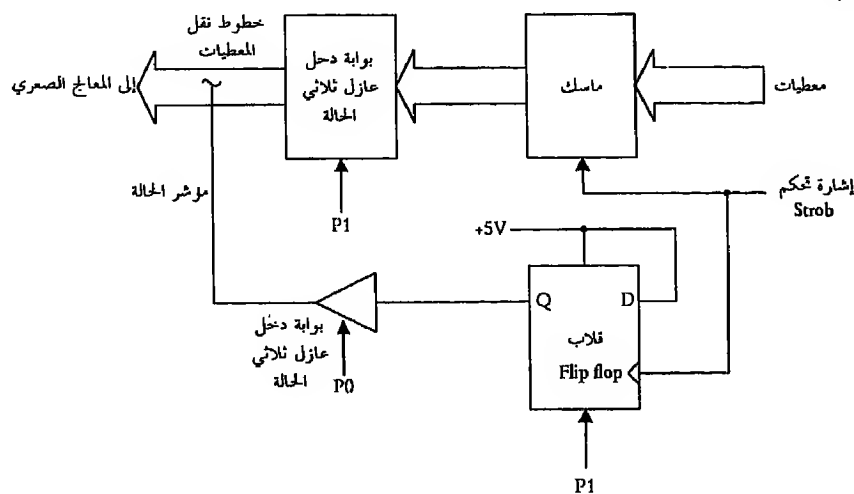 خطوط نقل
المعطيات
إلى المعالج الصغري
بوابة دخل
عازل ثلاثي
الحالة
ماسك
معطيات
مؤشر الحالة
P1
إشارة تحكم
Strob
+5V
Q
D
قلاب
Flip flop
بوابة دخل
عازل ثلاثي
الحالة
P0
P1